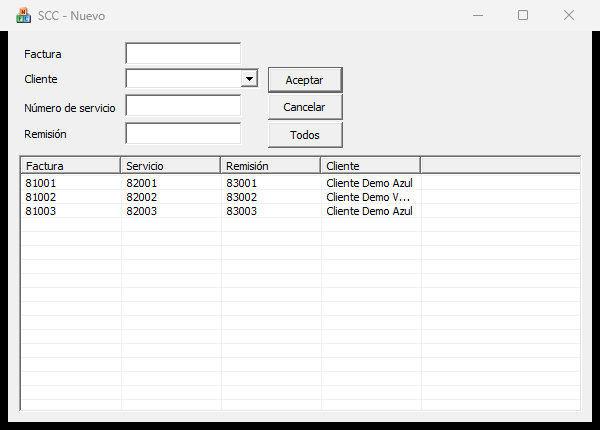 SCC - Nuevo
Factura
Cliente
Aceptar
Número de servicio
Cancelar
Remisión
Todos
Factura Servicio Remisión Cliente
81001 82001 83001 Cliente Demo Azul
81002 82002 83002 Cliente Demo V...
81003 82003 83003 Cliente Demo Azul